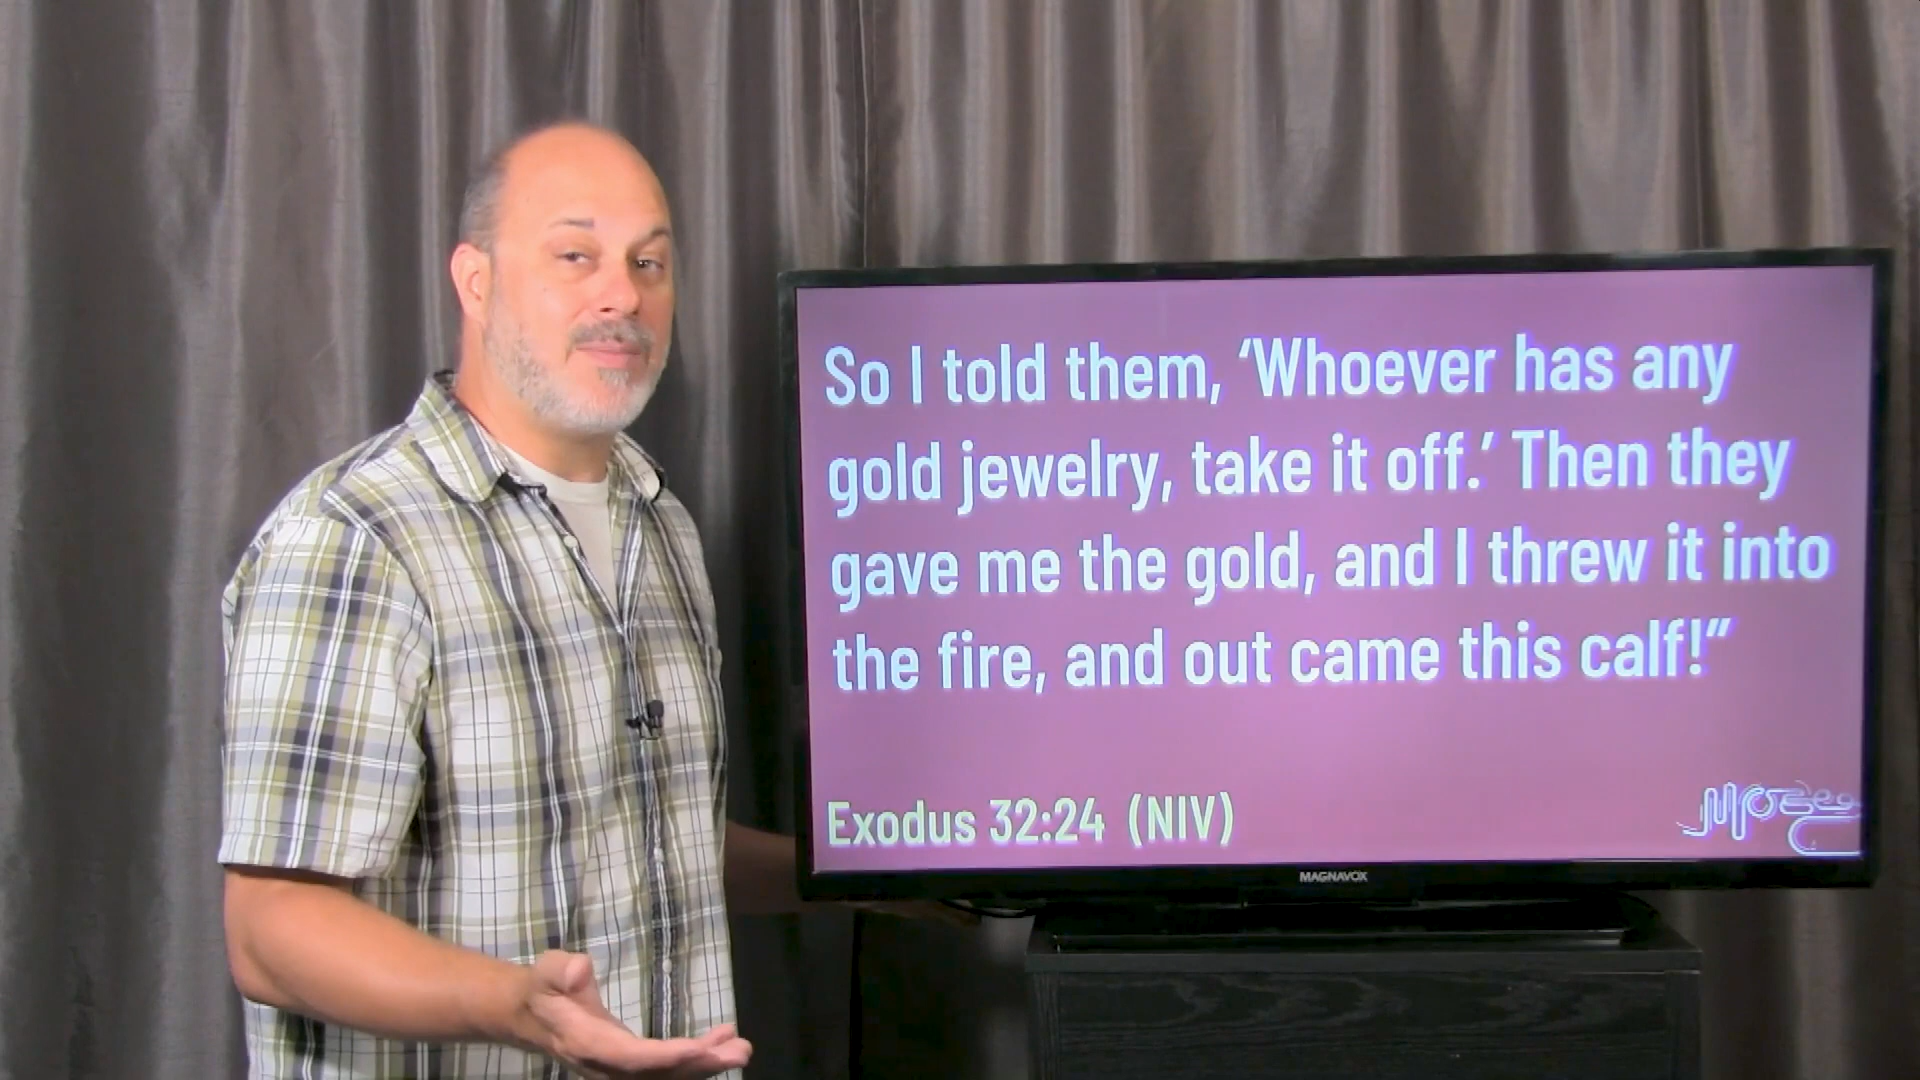 So I told them, ‘Whoever has any
gold jewelry, take it off.’ Then they
gave me the gold, and I threw it into
the fire, and out came this calf!”
Exodus 32:24 (NIV)
Moses
MAGNAVOX